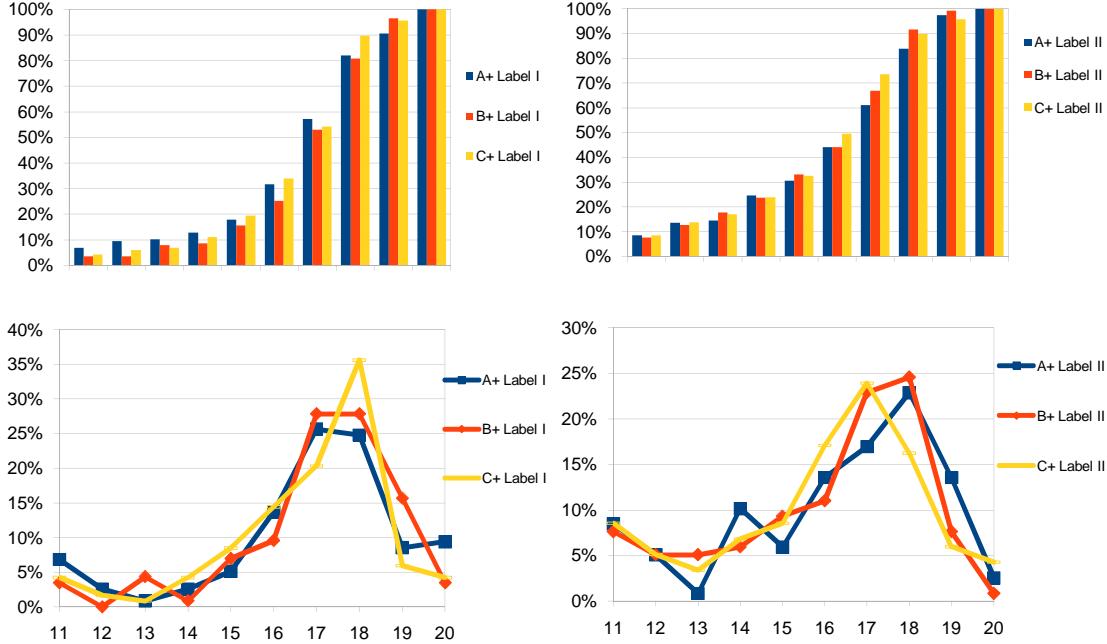 100%
90%
80%
70%
60%
50%
40%
30%
20%
10%
0%
A+ Label I
B+ Label I
C+ Label I
100%
90%
80%
70%
60%
50%
40%
30%
20%
10%
0%
A+ Label II
B+ Label II
C+ Label II
40%
35%
30%
25%
20%
15%
10%
5%
0%
11 12 13 14 15 16 17 18 19 20
A+ Label I
B+ Label I
C+ Label I
30%
25%
20%
15%
10%
5%
0%
11 12 13 14 15 16 17 18 19 20
A+ Label II
B+ Label II
C+ Label II